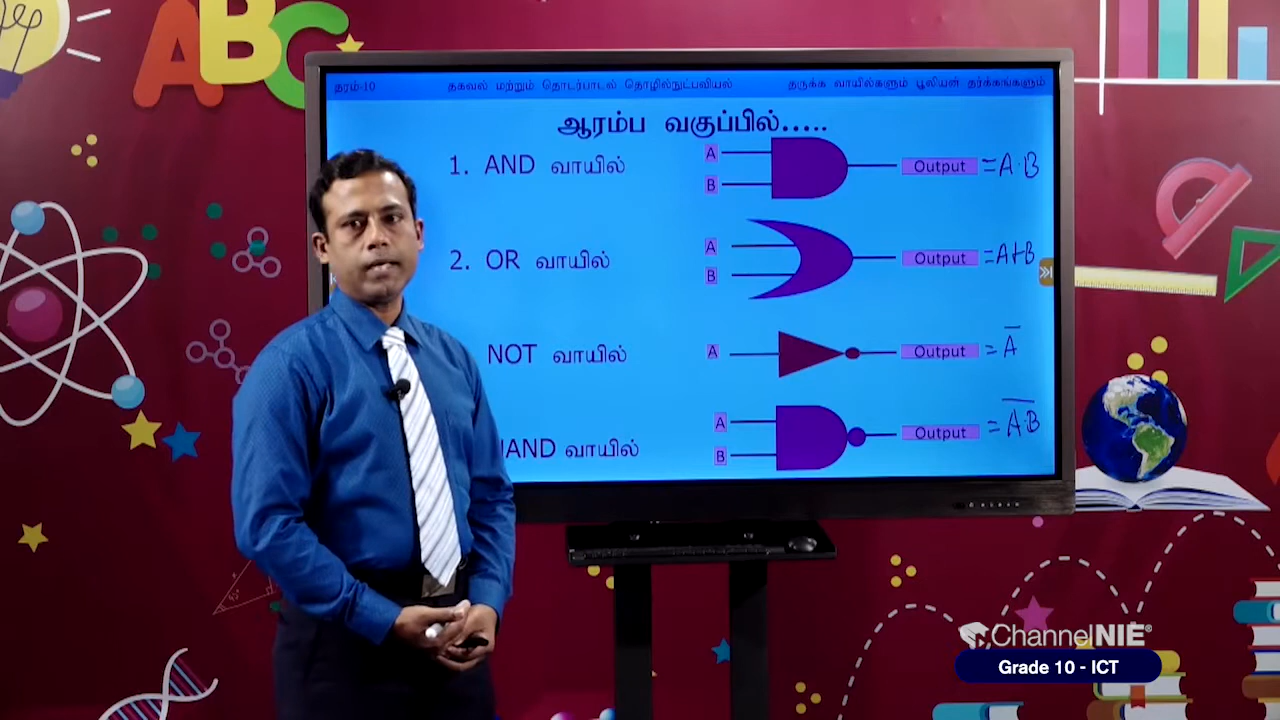 ABC
தரம்-10 தகவல் மற்றும் தொடர்பாடல் தொழில்நுட்பவியல் தருக்க வாயில்களும் பூலியன் தர்க்கங்களும்
ஆரம்ப வகுப்பில்.....
1. AND வாயில் A B Output = A·B
2. OR வாயில் A B Output = A+B
NOT வாயில் A Output = A̅
NAND வாயில் A B Output = A̅·̅B̅
ChannelNIE®
Grade 10 - ICT